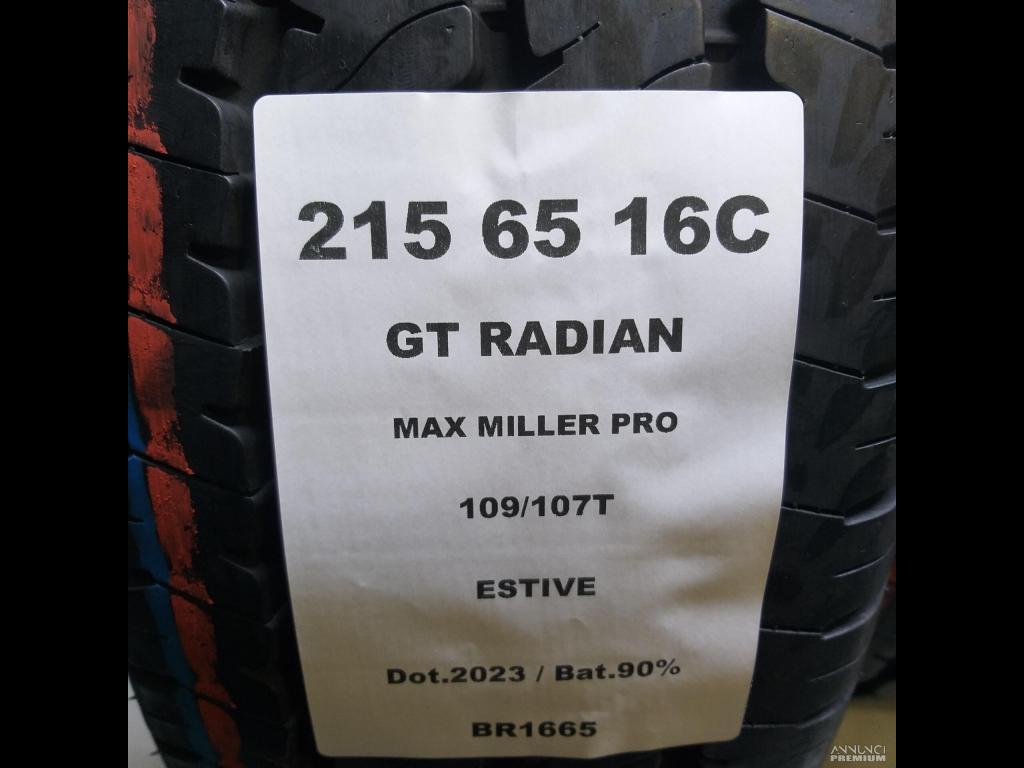 215 65 16C
GT RADIAN
MAX MILLER PRO
109/107T
ESTIVE
Dot.2023 / Bat.90%
BR1665
ANNUNCI
PREMIUM